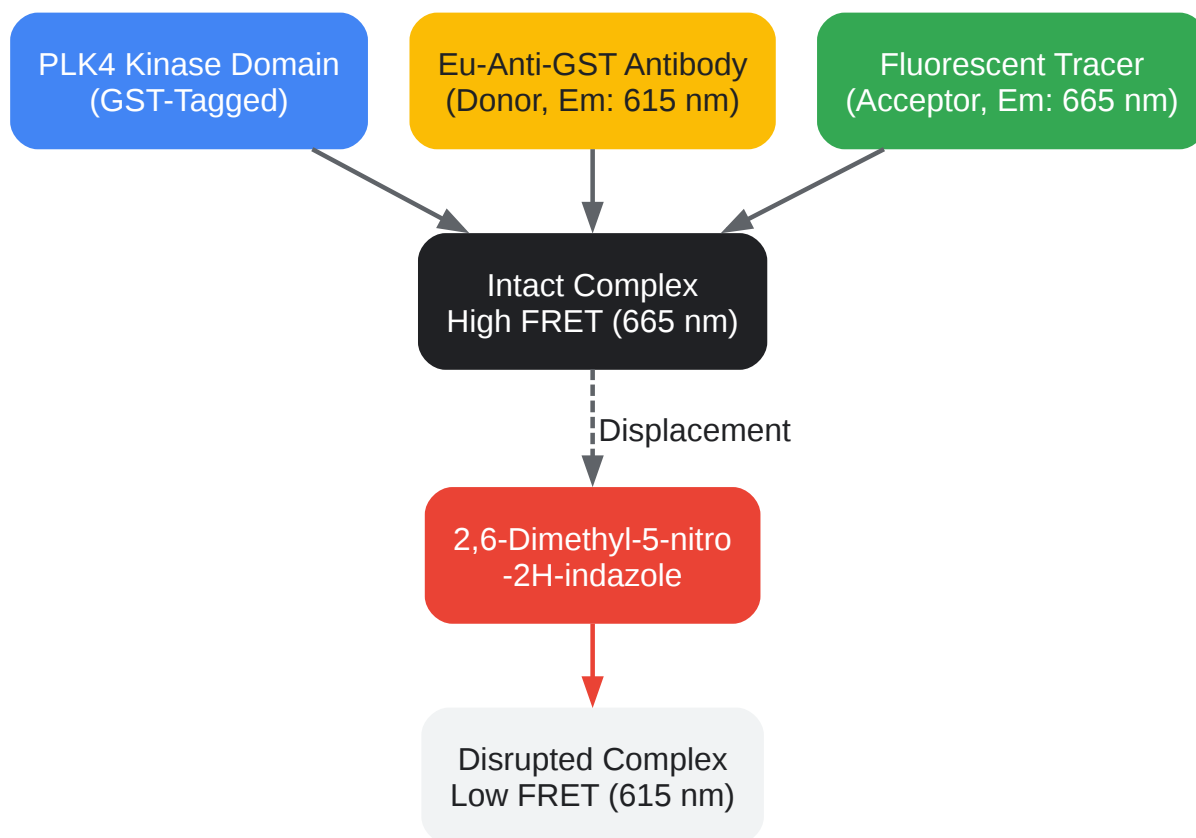 PLK4 Kinase Domain
(GST-Tagged)
Eu-Anti-GST Antibody
(Donor, Em: 615 nm)
Fluorescent Tracer
(Acceptor, Em: 665 nm)
Intact Complex
High FRET (665 nm)
Displacement
2,6-Dimethyl-5-nitro
-2H-indazole
Disrupted Complex
Low FRET (615 nm)